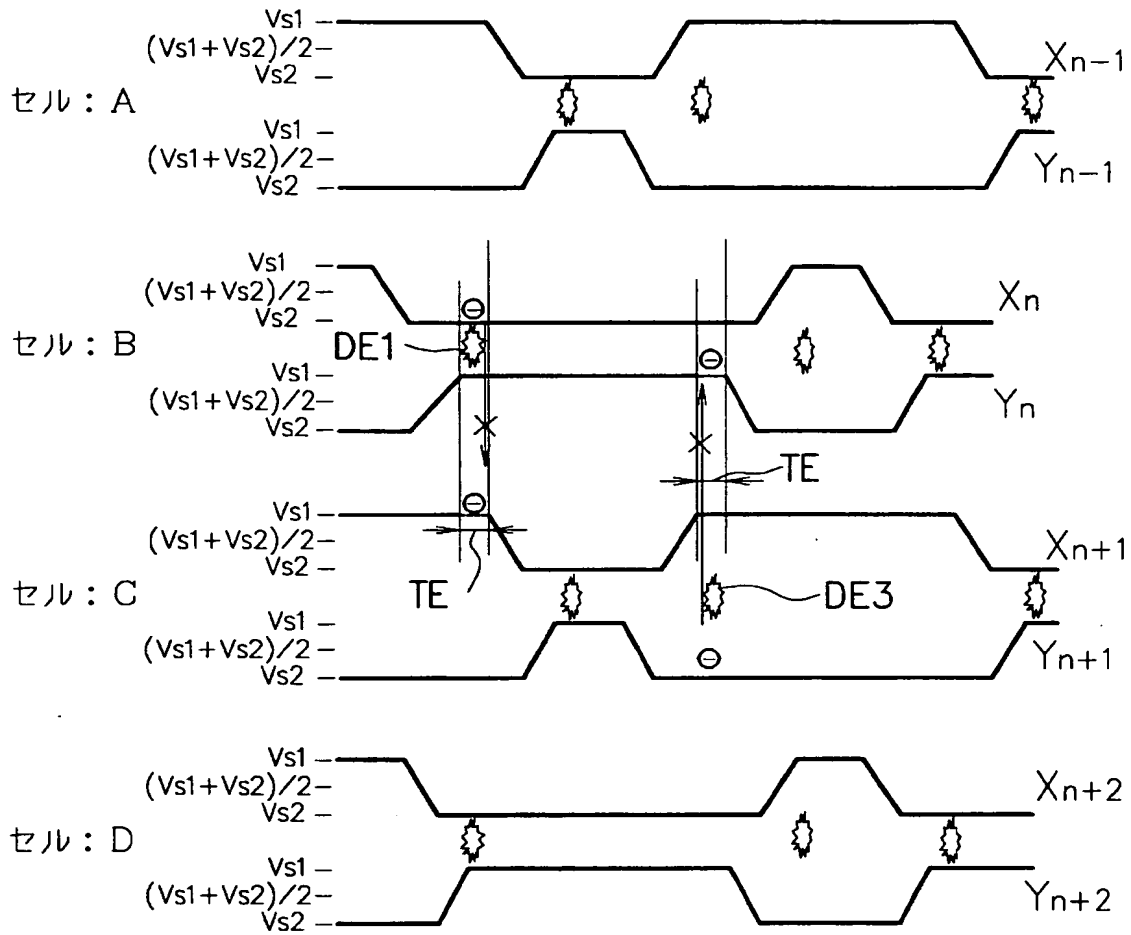 Vs1
(Vs1+Vs2)/2
Vs2
Xn-1
セル：A
Vs1
(Vs1+Vs2)/2
Vs2
Yn-1
Vs1
(Vs1+Vs2)/2
Vs2
⊖
Xn
セル：B
DE1
Vs1
(Vs1+Vs2)/2
Vs2
⊖
Yn
TE
Vs1
(Vs1+Vs2)/2
Vs2
⊖
Xn+1
セル：C
TE
DE3
Vs1
(Vs1+Vs2)/2
Vs2
⊖
Yn+1
Vs1
(Vs1+Vs2)/2
Vs2
Xn+2
セル：D
Vs1
(Vs1+Vs2)/2
Vs2
Yn+2